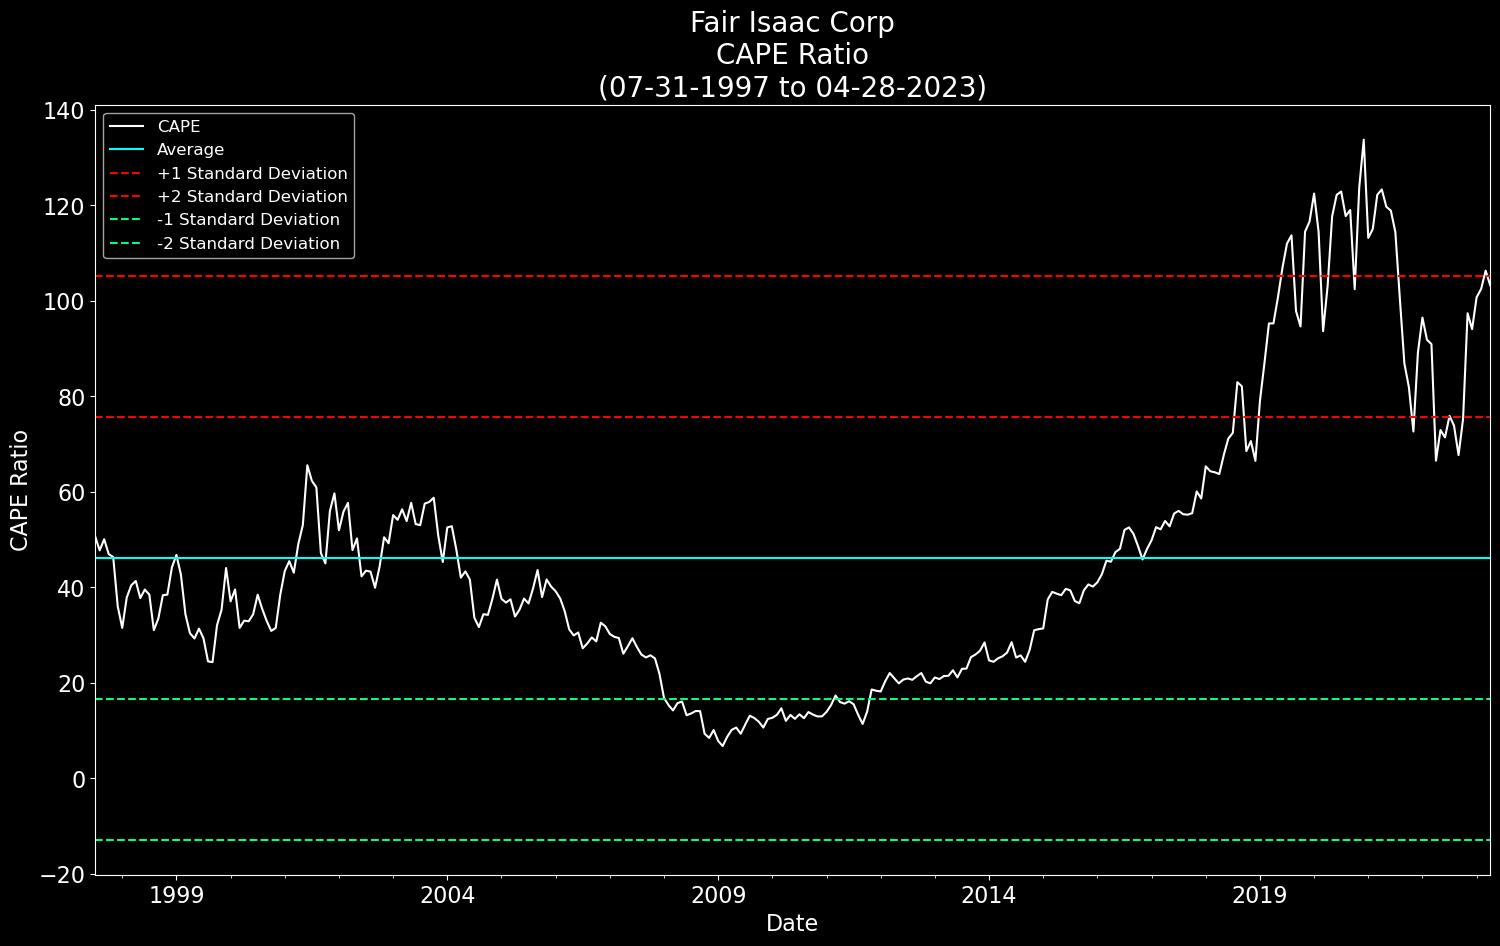 Fair Isaac Corp
CAPE Ratio
(07-31-1997 to 04-28-2023)
CAPE
Average
+1 Standard Deviation
+2 Standard Deviation
-1 Standard Deviation
-2 Standard Deviation
CAPE Ratio
140
120
100
80
60
40
20
0
−20
1999
2004
2009
2014
2019
Date